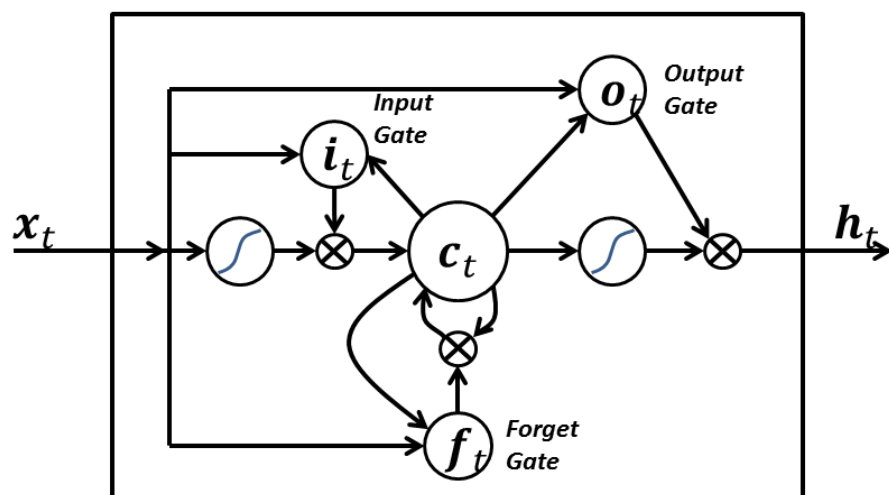 Output
Gate
o_t
Input
Gate
i_t
x_t
h_t
c_t
Forget
Gate
f_t